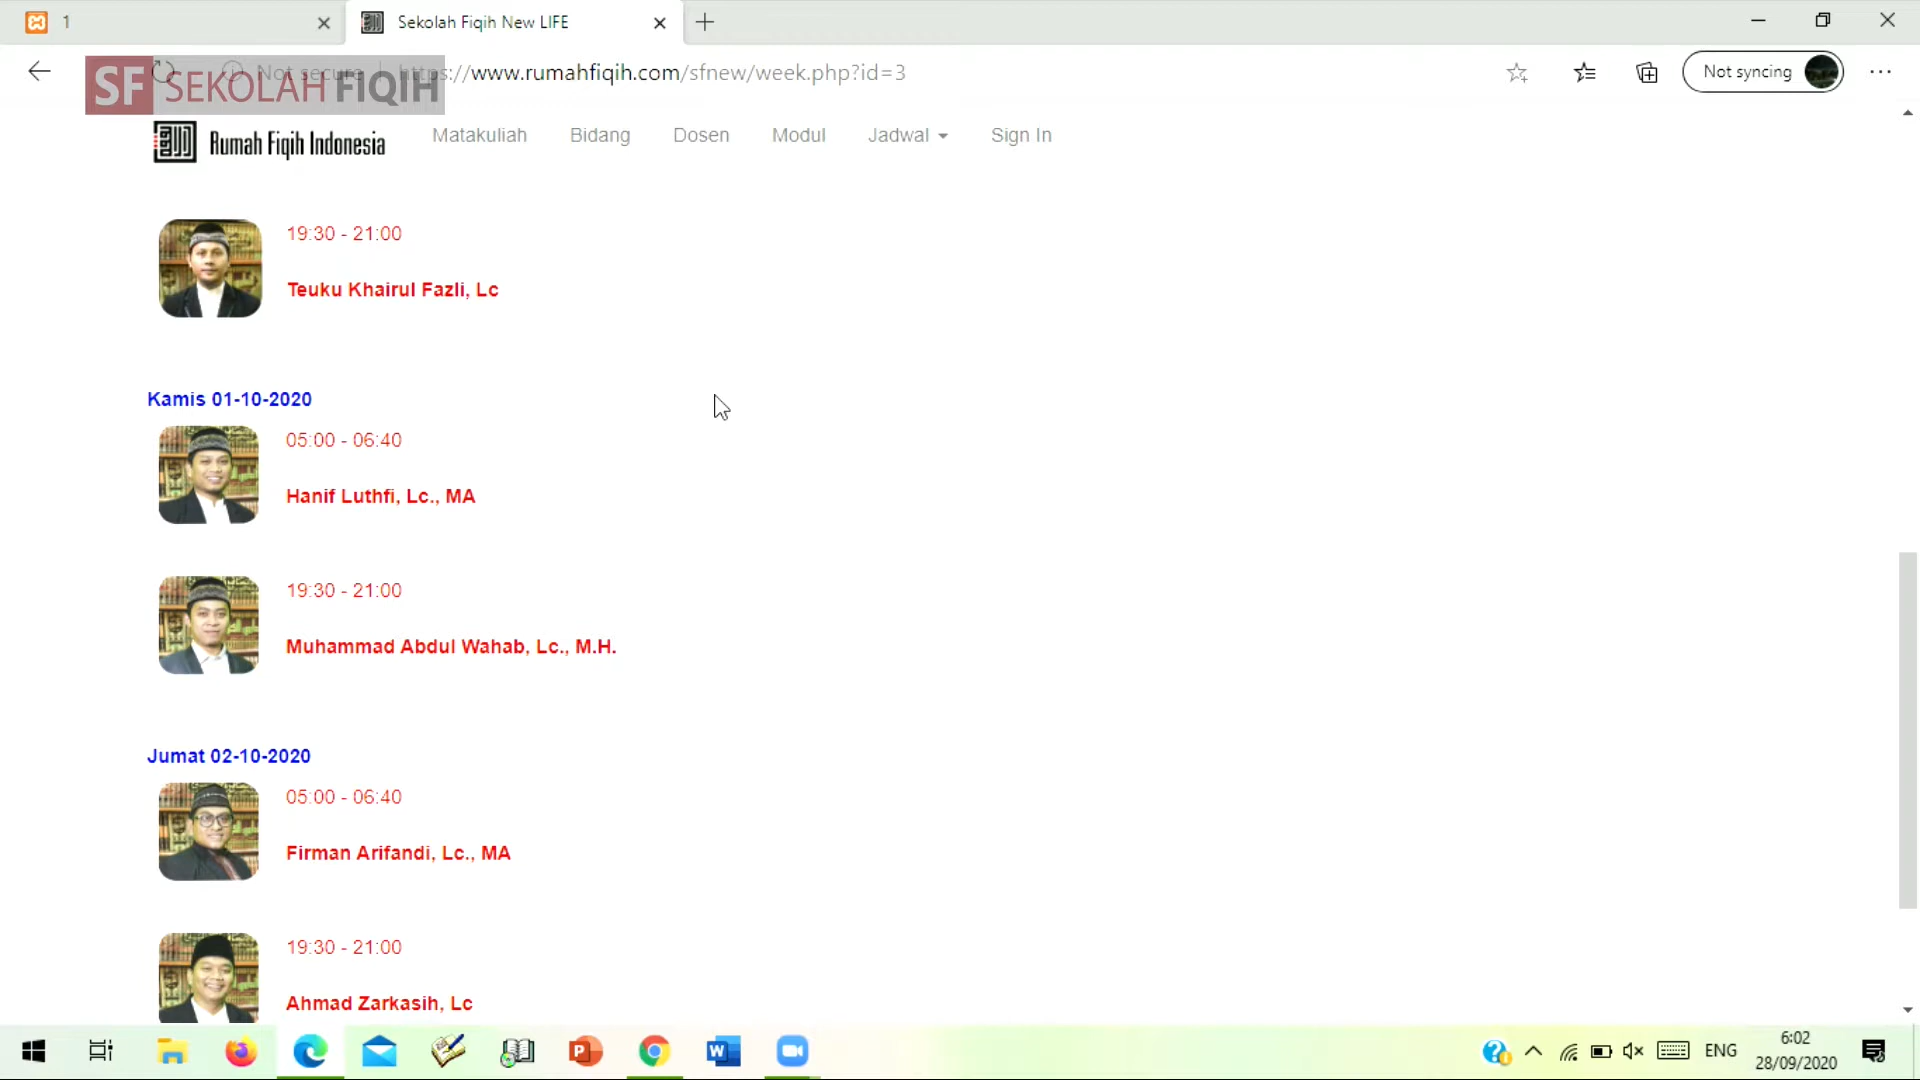 1
Sekolah Fiqih New LIFE
SF SEKOLAH FIQIH
Not secure
https://www.rumahfiqih.com/sfnew/week.php?id=3
Not syncing
Rumah Fiqih Indonesia
Matakuliah
Bidang
Dosen
Modul
Jadwal
Sign In
19:30 - 21:00
Teuku Khairul Fazli, Lc
Kamis 01-10-2020
05:00 - 06:40
Hanif Luthfi, Lc., MA
19:30 - 21:00
Muhammad Abdul Wahab, Lc., M.H.
Jumat 02-10-2020
05:00 - 06:40
Firman Arifandi, Lc., MA
19:30 - 21:00
Ahmad Zarkasih, Lc
ENG
6:02
28/09/2020